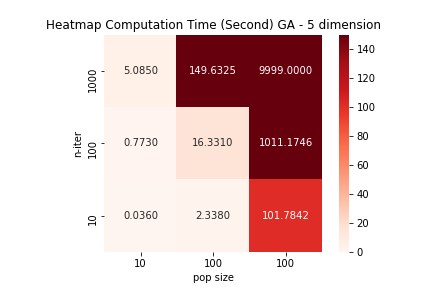 Heatmap Computation Time (Second) GA - 5 dimension
1000 5.0850 149.6325 9999.0000
100 0.7730 16.3310 1011.1746
10 0.0360 2.3380 101.7842
10 100 100
n-iter
pop size
140
120
100
80
60
40
20
0